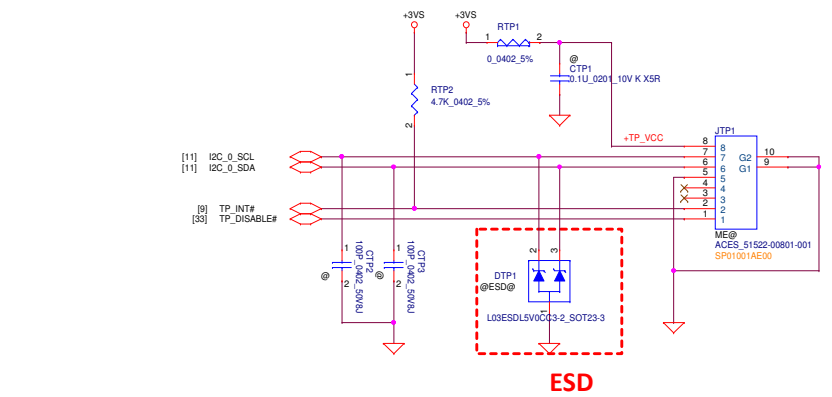 +3VS
+3VS
RTP1
1
2
0_0402_5%
@
CTP1
0.1U_0201_10V K X5R
1
RTP2
4.7K_0402_5%
2
+TP_VCC
JTP1
8
7
6
5
4
3
2
1
8
7
6
5
4
3
2
1
G2
G1
10
9
ME@
ACES_51522-00801-001
SP01001AE00
[11] I2C_0_SCL
[11] I2C_0_SDA
[9] TP_INT#
[33] TP_DISABLE#
1
2
@
CTP2
100P_0402_50V8J
1
2
@
CTP3
100P_0402_50V8J
2
3
DTP1
@ESD@
1
L03ESDL5V0CC3-2_SOT23-3
ESD